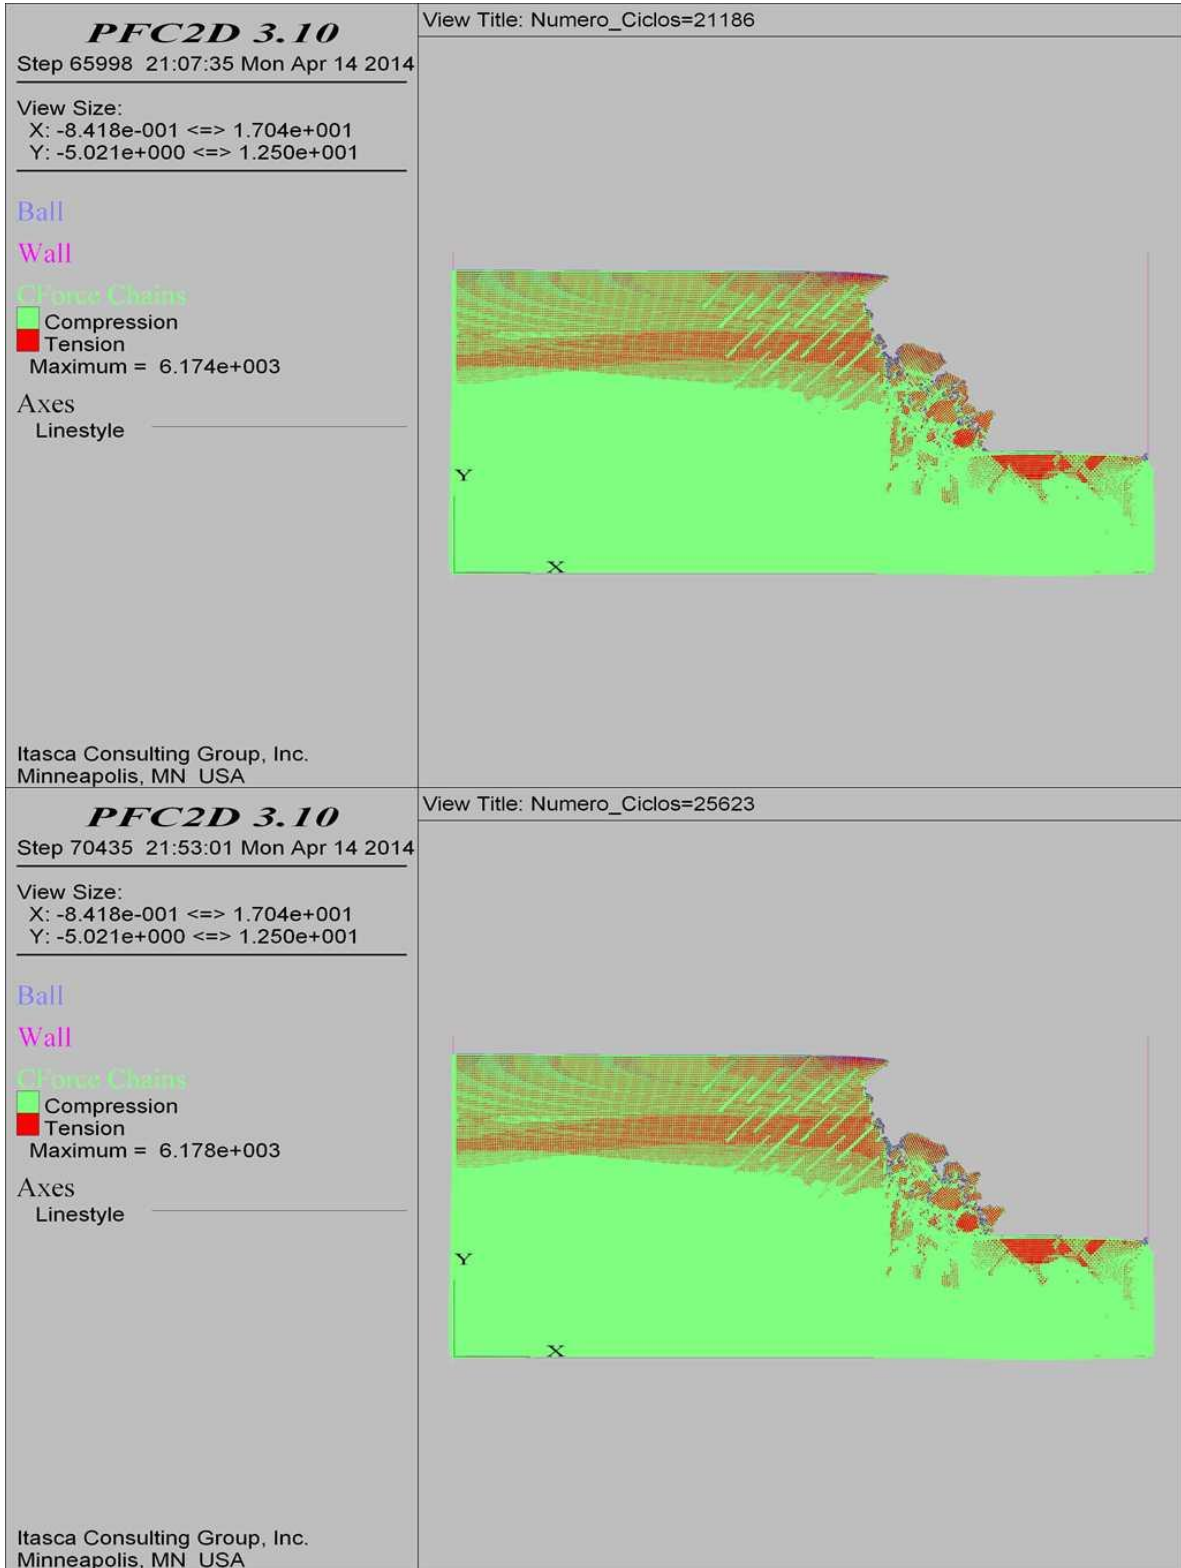 PFC2D 3.10
Step 65998 21:07:35 Mon Apr 14 2014
View Size:
X: -8.418e-001 <=> 1.704e+001
Y: -5.021e+000 <=> 1.250e+001
Ball
Wall
CForce Chains
Compression
Tension
Maximum = 6.174e+003
Axes
Linestyle
Itasca Consulting Group, Inc.
Minneapolis, MN USA
View Title: Numero_Ciclos=21186
Y
X
PFC2D 3.10
Step 70435 21:53:01 Mon Apr 14 2014
View Size:
X: -8.418e-001 <=> 1.704e+001
Y: -5.021e+000 <=> 1.250e+001
Ball
Wall
CForce Chains
Compression
Tension
Maximum = 6.178e+003
Axes
Linestyle
Itasca Consulting Group, Inc.
Minneapolis, MN USA
View Title: Numero_Ciclos=25623
Y
X